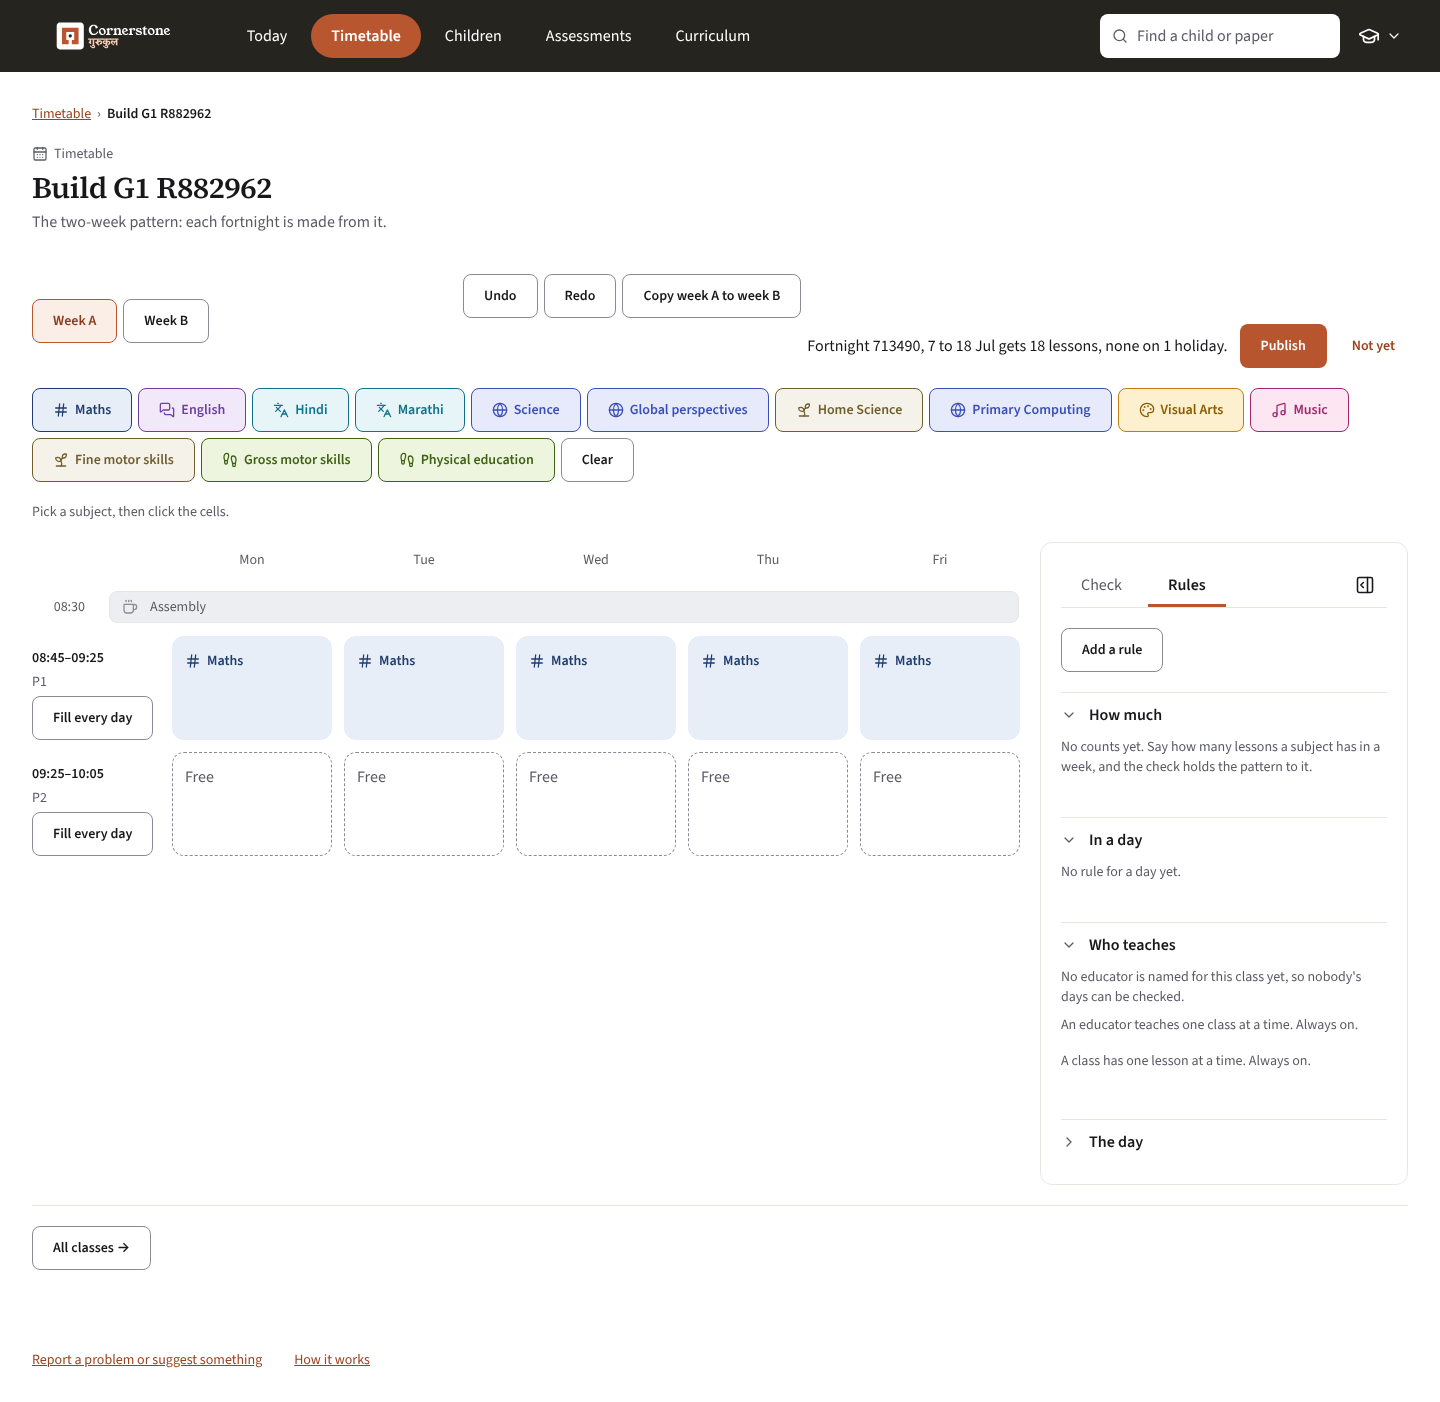 Cornerstone
गुरुकुल
Today
Timetable
Children
Assessments
Curriculum
Find a child or paper
Timetable › Build G1 R882962
Timetable
Build G1 R882962
The two-week pattern: each fortnight is made from it.
Week A
Week B
Undo
Redo
Copy week A to week B
Fortnight 713490, 7 to 18 Jul gets 18 lessons, none on 1 holiday.
Publish
Not yet
Maths
English
Hindi
Marathi
Science
Global perspectives
Home Science
Primary Computing
Visual Arts
Music
Fine motor skills
Gross motor skills
Physical education
Clear
Pick a subject, then click the cells.
Mon
Tue
Wed
Thu
Fri
08:30
Assembly
08:45–09:25
P1
Fill every day
Maths
Maths
Maths
Maths
Maths
09:25–10:05
P2
Fill every day
Free
Free
Free
Free
Free
Check
Rules
Add a rule
How much
No counts yet. Say how many lessons a subject has in a
week, and the check holds the pattern to it.
In a day
No rule for a day yet.
Who teaches
No educator is named for this class yet, so nobody's
days can be checked.
An educator teaches one class at a time. Always on.
A class has one lesson at a time. Always on.
The day
All classes →
Report a problem or suggest something
How it works